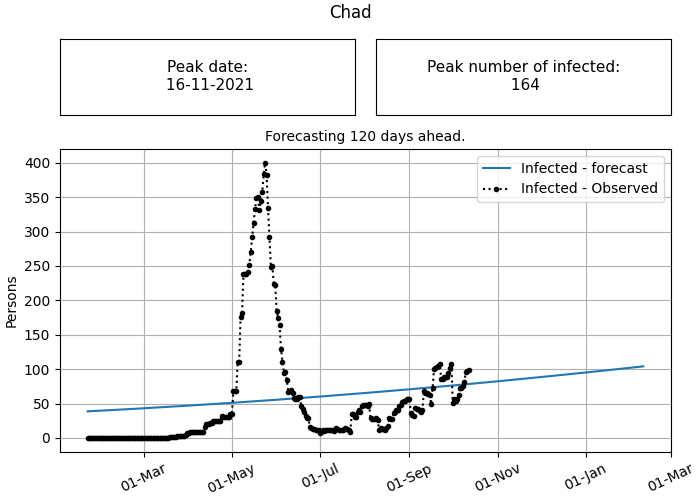 Chad
Peak date:
16-11-2021
Peak number of infected:
164
Forecasting 120 days ahead.
Infected - forecast
Infected - Observed
Persons
400
350
300
250
200
150
100
50
0
01-Mar
01-May
01-Jul
01-Sep
01-Nov
01-Jan
01-Mar